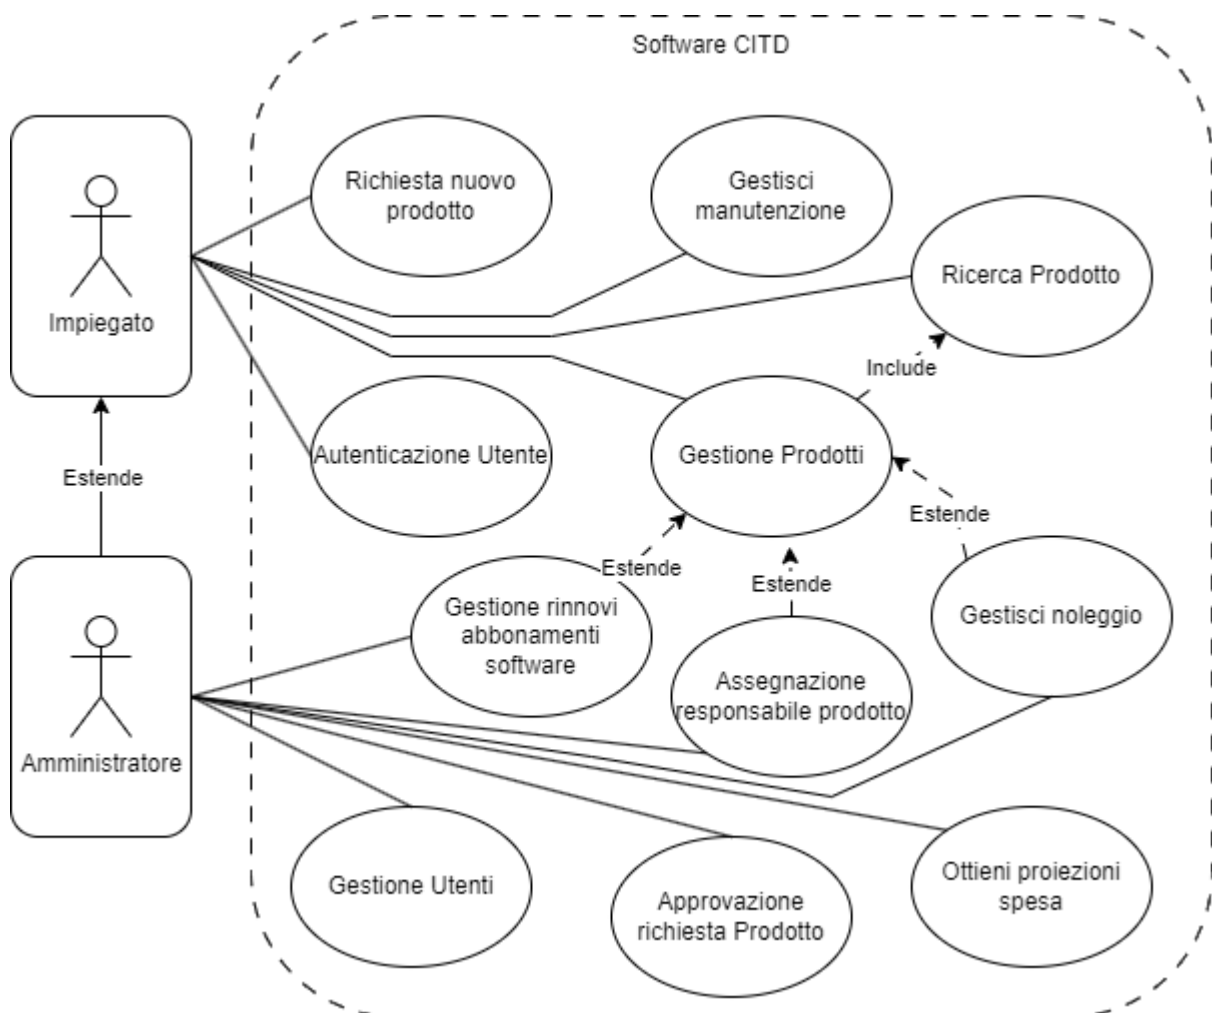 Software CITD
Richiesta nuovo
prodotto
Gestisci
manutenzione
Ricerca Prodotto
Impiegato
Include
Autenticazione Utente
Gestione Prodotti
Estende
Estende
Estende
Estende
Gestione rinnovi
abbonamenti
software
Gestisci noleggio
Assegnazione
responsabile prodotto
Amministratore
Gestione Utenti
Approvazione
richiesta Prodotto
Ottieni proiezioni
spesa